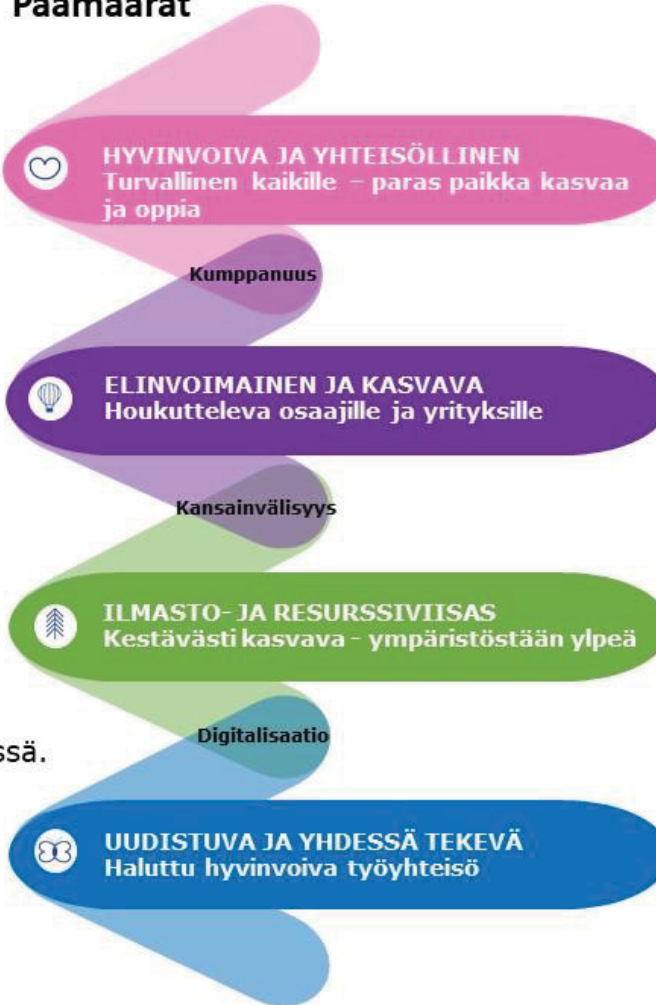 Päämäärät
HYVINVOIVA JA YHTEISÖLLINEN
Turvallinen kaikille – paras paikka kasvaa
ja oppia
Kumppanuus
ELINVOIMAINEN JA KASVAVA
Houkutteleva osaajille ja yrityksille
Kansainvälisyys
ILMASTO- JA RESURSSIVIISAS
Kestävästi kasvava - ympäristöstään ylpeä
Digitalisaatio
ssä.
UUDISTUVA JA YHDESSÄ TEKEVÄ
Haluttu hyvinvoiva työyhteisö